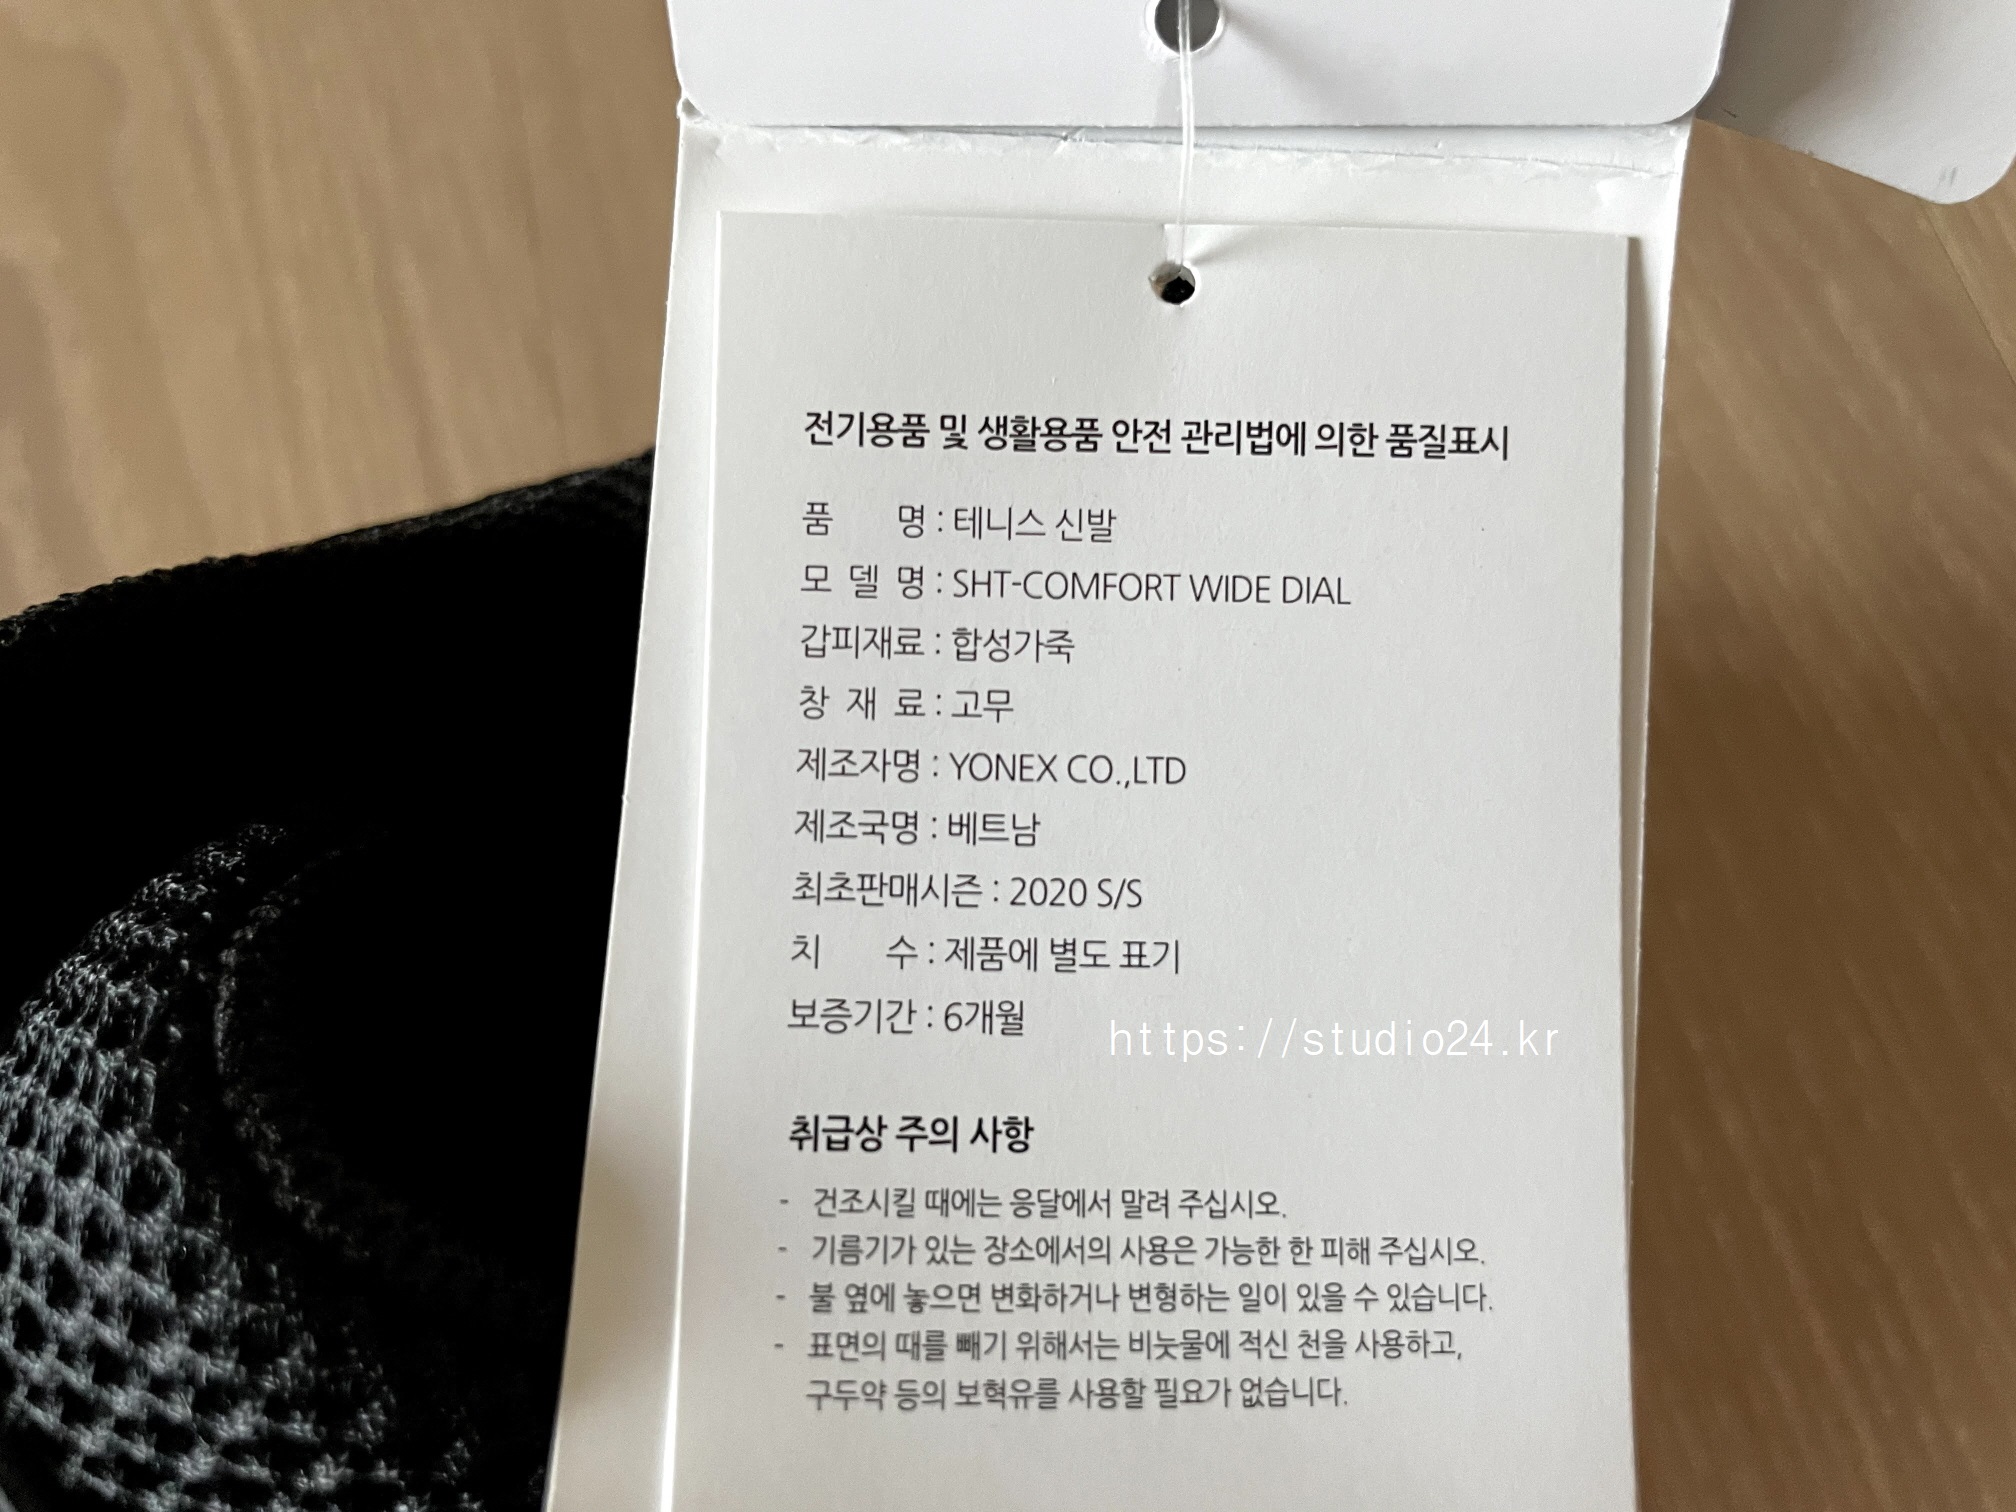 전기용품 및 생활용품 안전 관리법에 의한 품질표시
품 명 : 테니스 신발
모 델 명 : SHT-COMFORT WIDE DIAL
갑피재료 : 합성가죽
창 재 료 : 고무
제조자명 : YONEX CO.,LTD
제조국명 : 베트남
최초판매시즌 : 2020 S/S
치 수 : 제품에 별도 표기
보증기간 : 6개월
https://studio24.kr
취급상 주의 사항
- 건조시킬 때에는 응달에서 말려 주십시오.
- 기름기가 있는 장소에서의 사용은 가능한 한 피해 주십시오.
- 불 옆에 놓으면 변화하거나 변형하는 일이 있을 수 있습니다.
- 표면의 때를 빼기 위해서는 비눗물에 적신 천을 사용하고,
구두약 등의 보혁유를 사용할 필요가 없습니다.